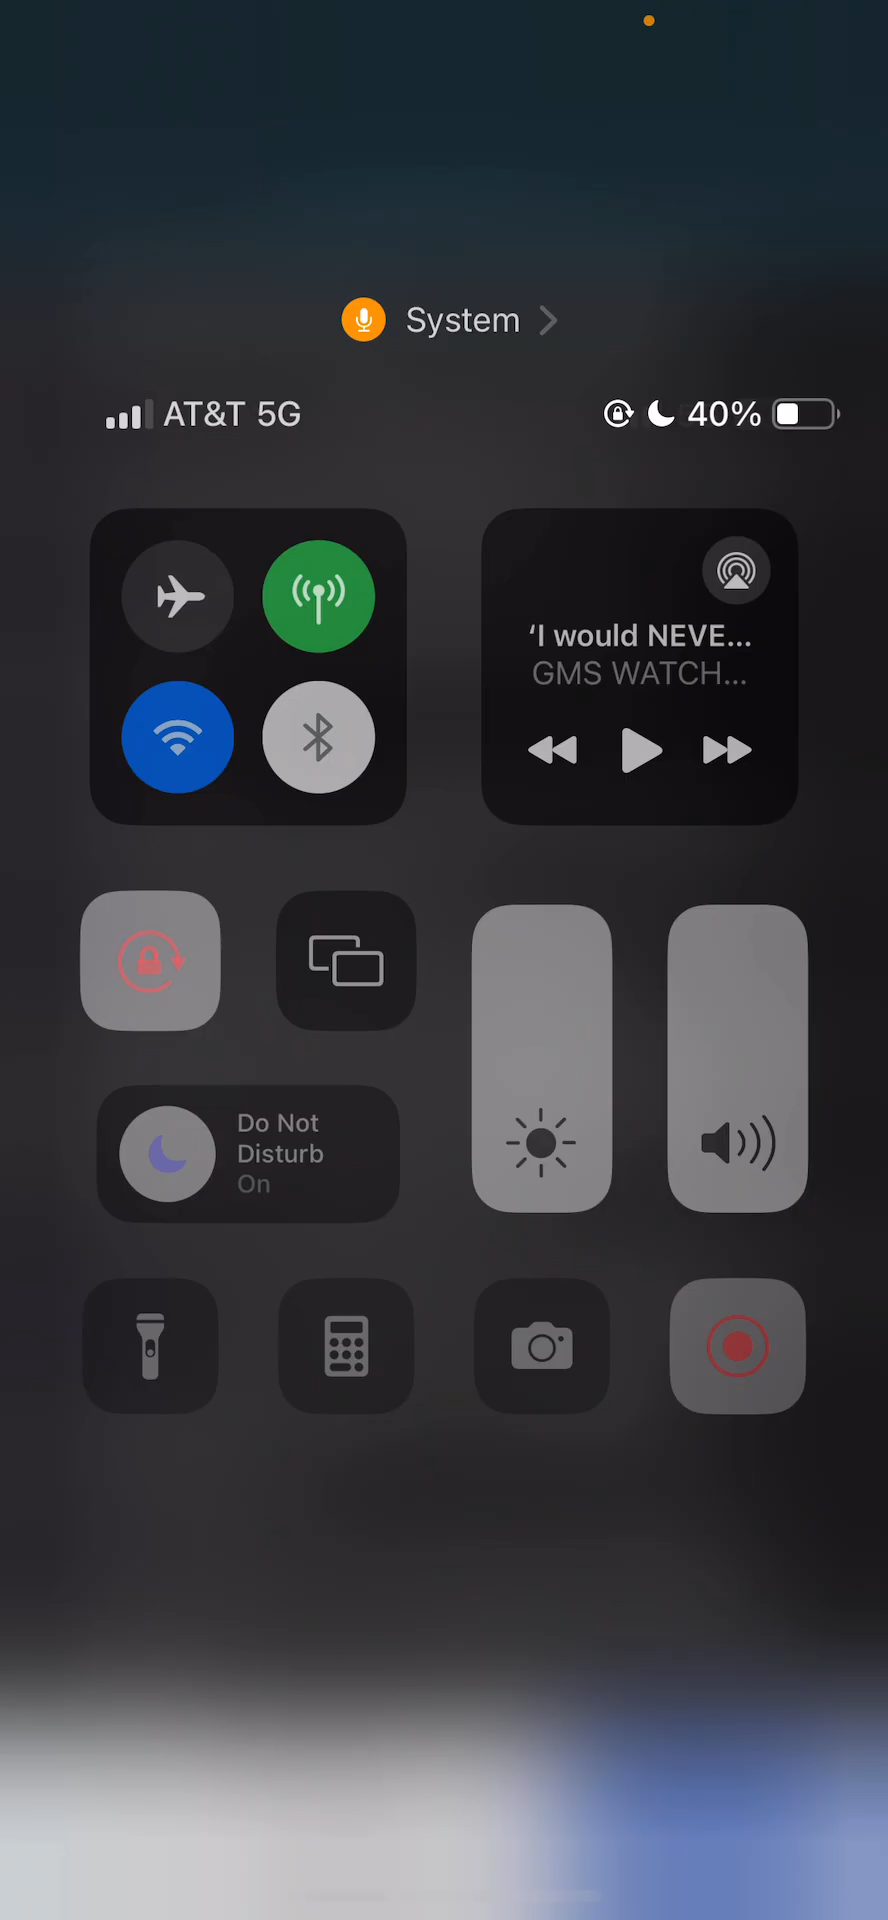 System
AT&T 5G
40%
‘I would NEVE...
GMS WATCH...
Do Not
Disturb
On